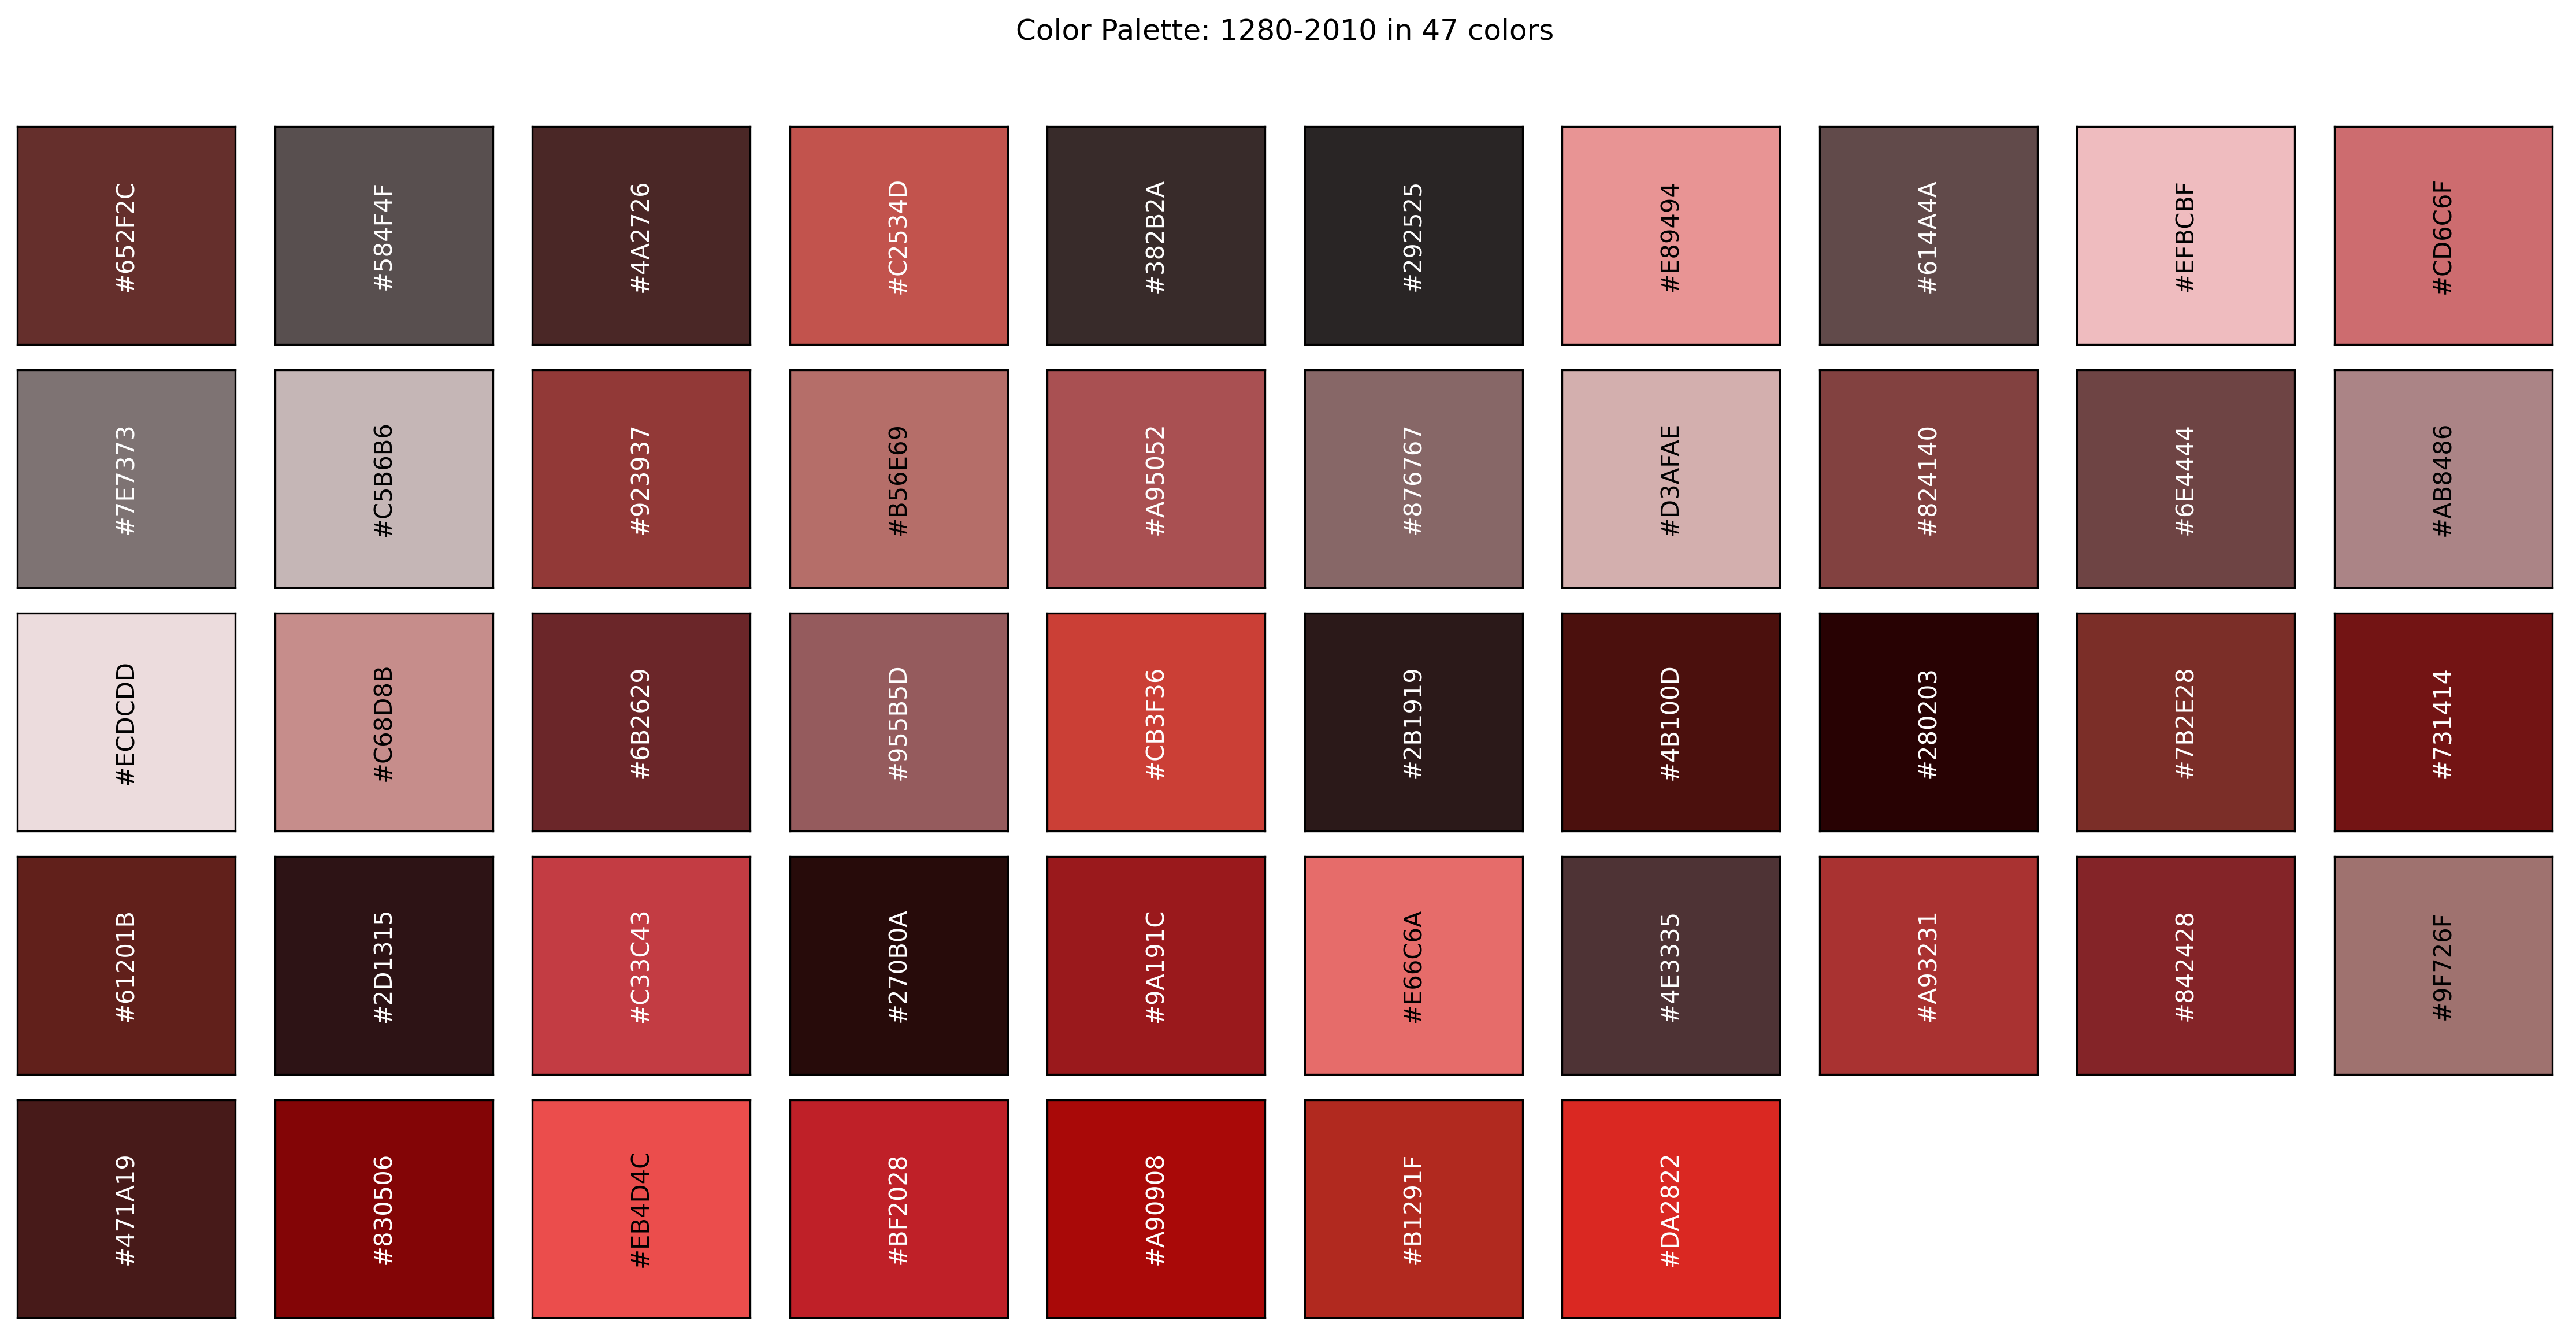 Color Palette: 1280-2010 in 47 colors
#652F2C
#584F4F
#4A2726
#C2534D
#382B2A
#292525
#E89494
#614A4A
#EFBCBF
#CD6C6F
#7E7373
#C5B6B6
#923937
#B56E69
#A95052
#876767
#D3AFAE
#824140
#6E4444
#AB8486
#ECDCDD
#C68D8B
#6B2629
#955B5D
#CB3F36
#2B1919
#4B100D
#280203
#7B2E28
#731414
#61201B
#2D1315
#C33C43
#270B0A
#9A191C
#E66C6A
#4E3335
#A93231
#842428
#9F726F
#471A19
#830506
#EB4D4C
#BF2028
#A90908
#B1291F
#DA2822